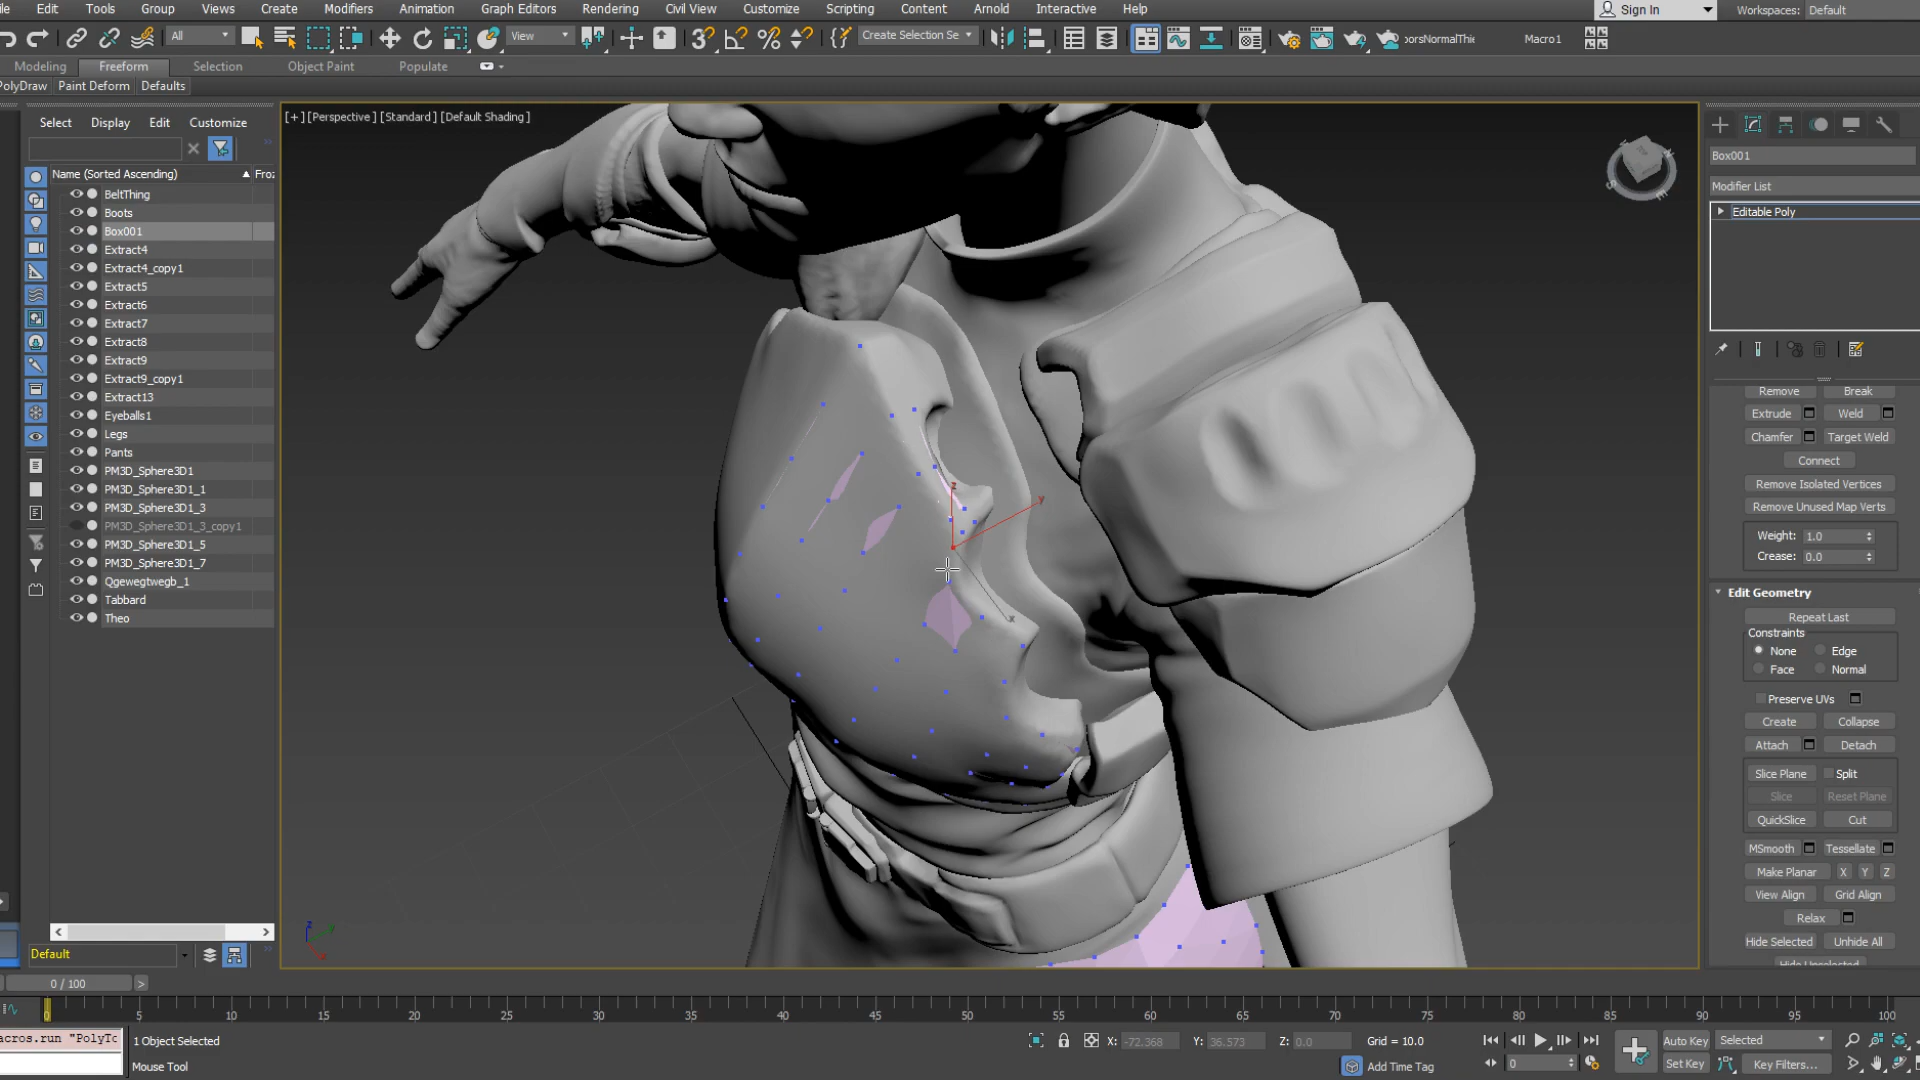 ile Edit Tools Group Views Create Modifiers Animation Graph Editors Rendering Civil View Customize Scripting Content Arnold Interactive Help
Sign In Workspaces: Default
All View Create Selection Se oorsNormalThie Macro1
Modeling Freeform Selection Object Paint Populate
PolyDraw Paint Deform Defaults
Select Display Edit Customize
[+] [Perspective] [Standard] [Default Shading]
Name (Sorted Ascending) Froz
BeltThing
Boots
Box001
Extract4
Extract4_copy1
Extract5
Extract6
Extract7
Extract8
Extract9
Extract9_copy1
Extract13
Eyeballs1
Legs
Pants
PM3D_Sphere3D1
PM3D_Sphere3D1_1
PM3D_Sphere3D1_3
PM3D_Sphere3D1_3_copy1
PM3D_Sphere3D1_5
PM3D_Sphere3D1_7
Qgewegtwegb_1
Tabbard
Theo
Default
z
y
x
Box001
Modifier List
Editable Poly
Remove Break
Extrude Weld
Chamfer Target Weld
Connect
Remove Isolated Vertices
Remove Unused Map Verts
Weight: 1.0
Crease: 0.0
Edit Geometry
Repeat Last
Constraints
None Edge
Face Normal
Preserve UVs
Create Collapse
Attach Detach
Slice Plane Split
Slice Reset Plane
QuickSlice Cut
MSmooth Tessellate
Make Planar X Y Z
View Align Grid Align
Relax
Hide Selected Unhide All
Hide Unselected
0 / 100
0 5 10 15 20 25 30 35 40 45 50 55 60 65 70 75 80 85 90 95 100
acros.run "PolyTo
1 Object Selected
Mouse Tool
X: -72.368 Y: 36.573 Z: 0.0 Grid = 10.0
Add Time Tag
0
Auto Key Selected
Set Key Key Filters...